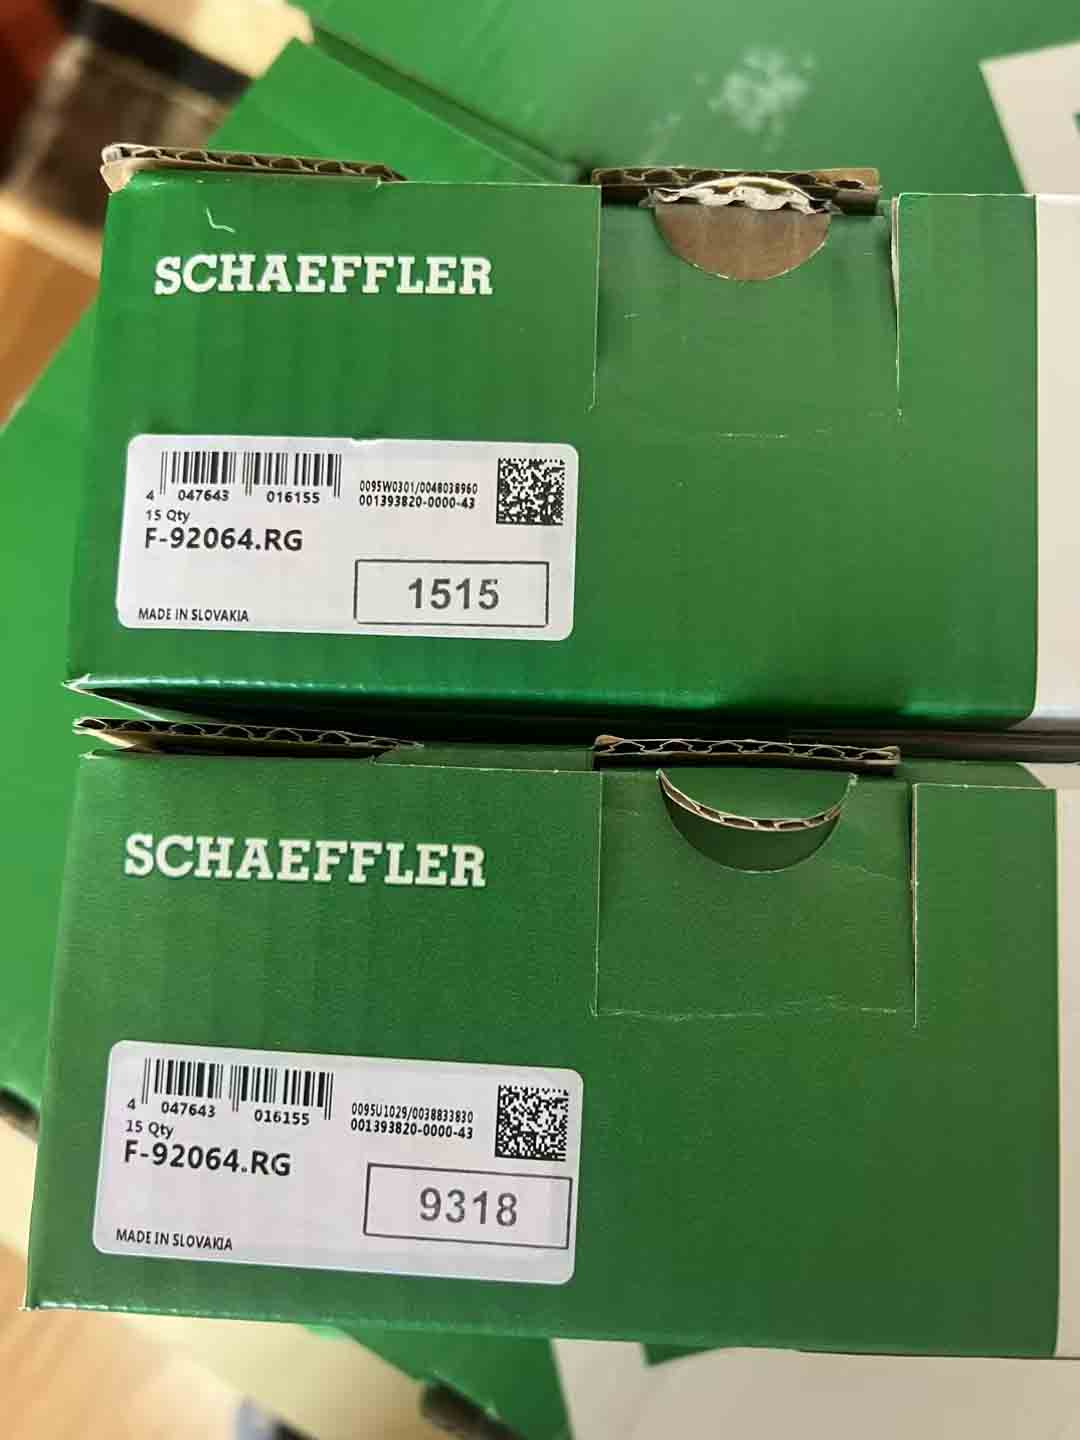 SCHAEFFLER
4 047643 016155
0095W0301/0048038960
001393820-0000-43
15 Qty
F-92064.RG
1515
MADE IN SLOVAKIA
SCHAEFFLER
4 047643 016155
0095U1029/0038833830
001393820-0000-43
15 Qty
F-92064.RG
9318
MADE IN SLOVAKIA